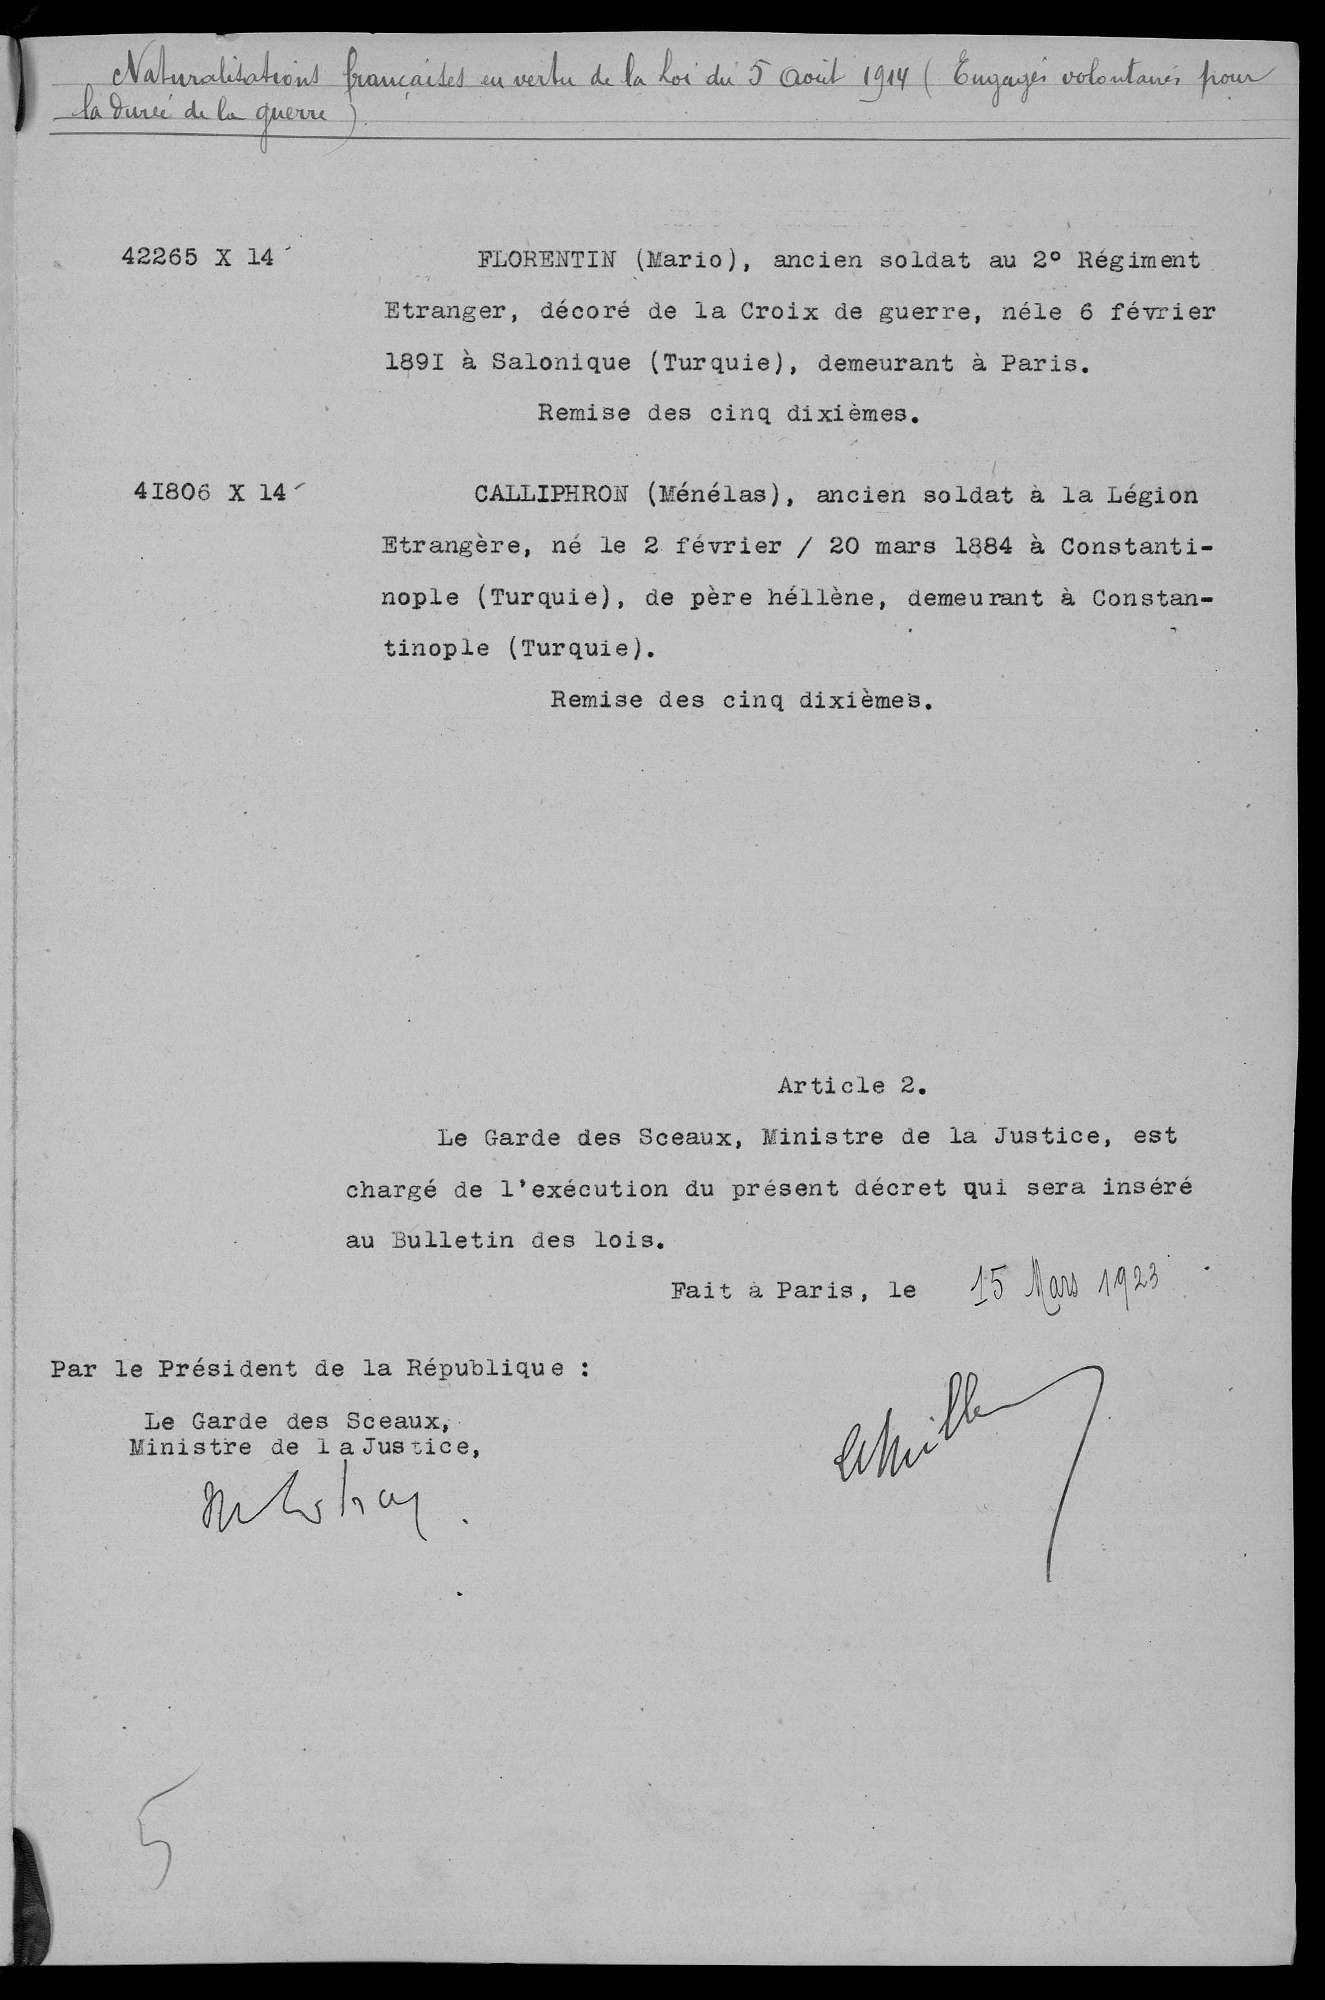 Naturalisations françaises en vertu de la Loi du 5 Août 1914 ( Engagés volontaires pour
la durée de la guerre ).
42265 X 14
FLORENTIN (Mario), ancien soldat au 2° Régiment
Etranger, décoré de la Croix de guerre, néle 6 février
189I à Salonique (Turquie), demeurant à Paris.
Remise des cinq dixièmes.
4I806 X 14
CALLIPHRON (Ménélas), ancien soldat à la Légion
Etrangère, né le 2 février / 20 mars 1884 à Constanti-
nople (Turquie), de père héllène, demeurant à Constan-
tinople (Turquie).
Remise des cinq dixièmes.
Article 2.
Le Garde des Sceaux, Ministre de la Justice, est
chargé de l'exécution du présent décret qui sera inséré
au Bulletin des lois.
Fait à Paris, le 15 Mars 1923
Par le Président de la République :
Le Garde des Sceaux,
Ministre de la Justice,
5